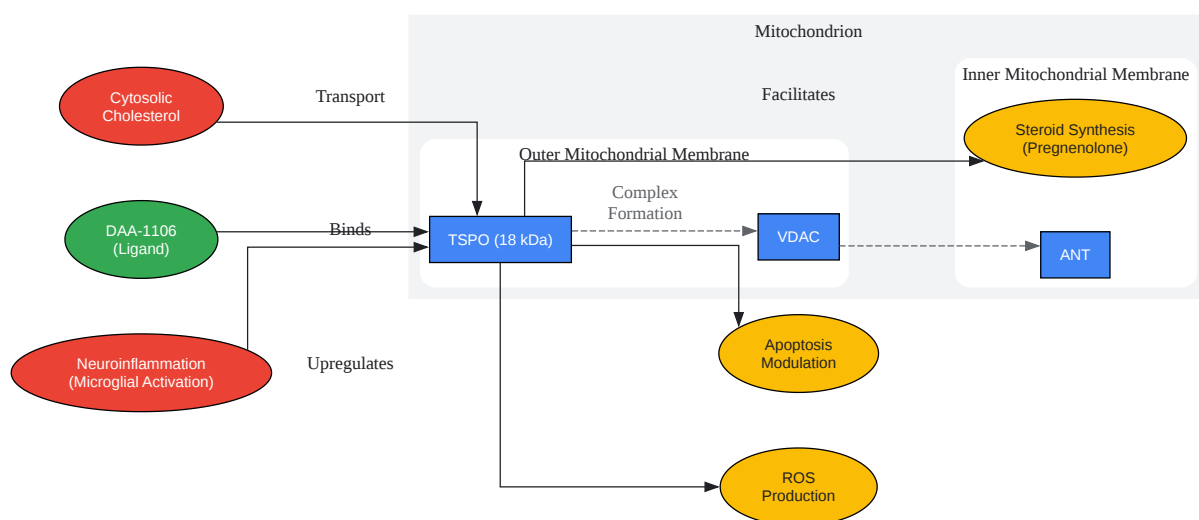 Mitochondrion
Inner Mitochondrial Membrane
Facilitates
Transport
Cytosolic
Cholesterol
Steroid Synthesis
(Pregnenolone)
Outer Mitochondrial Membrane
Complex
Formation
DAA-1106
(Ligand)
Binds
TSPO (18 kDa)
VDAC
ANT
Neuroinflammation
(Microglial Activation)
Upregulates
Apoptosis
Modulation
ROS
Production